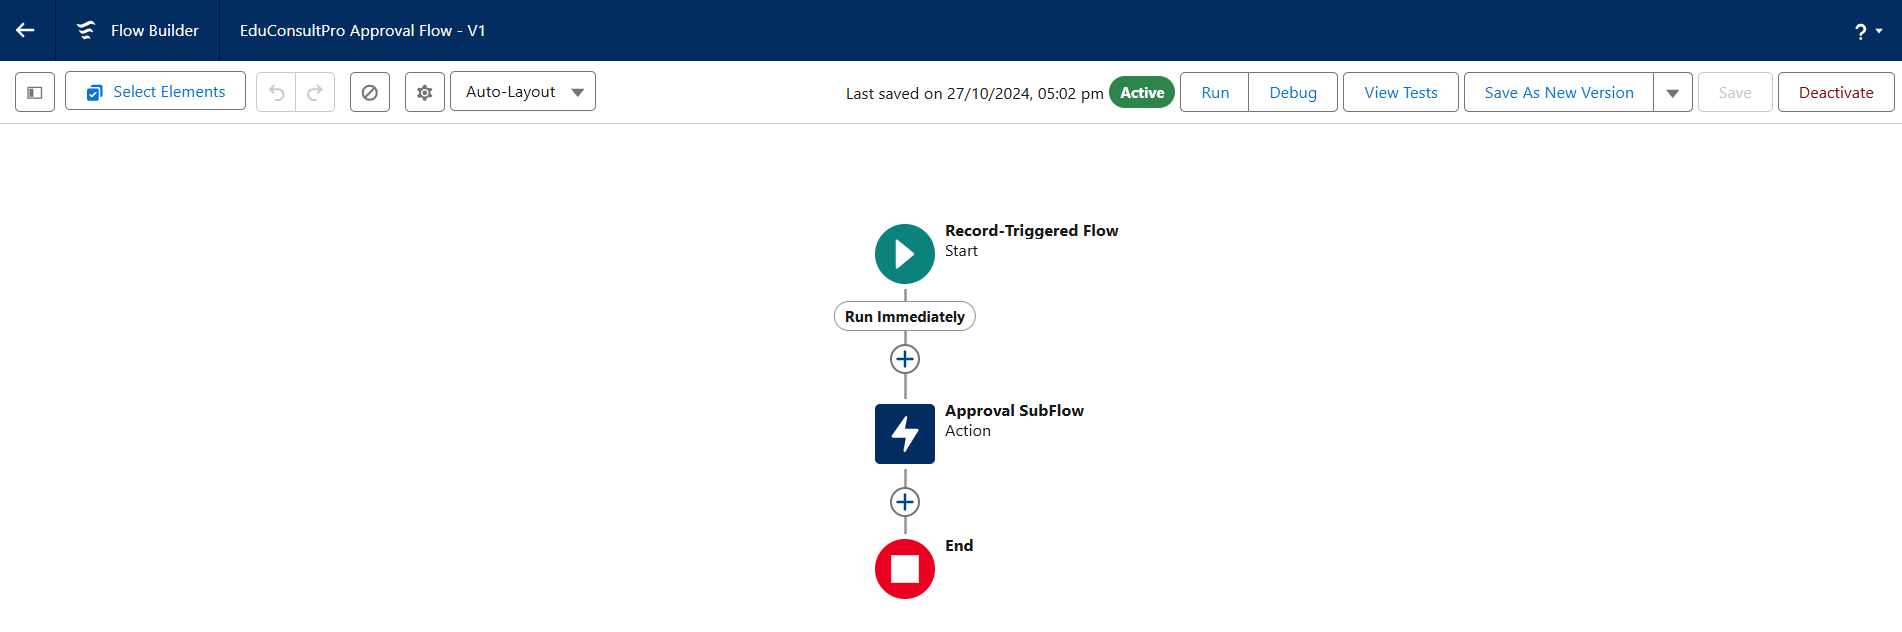 Flow Builder EduConsultPro Approval Flow - V1 ?
Select Elements Auto-Layout Last saved on 27/10/2024, 05:02 pm Active Run Debug View Tests Save As New Version Save Deactivate
Record-Triggered Flow
Start
Run Immediately
Approval SubFlow
Action
End